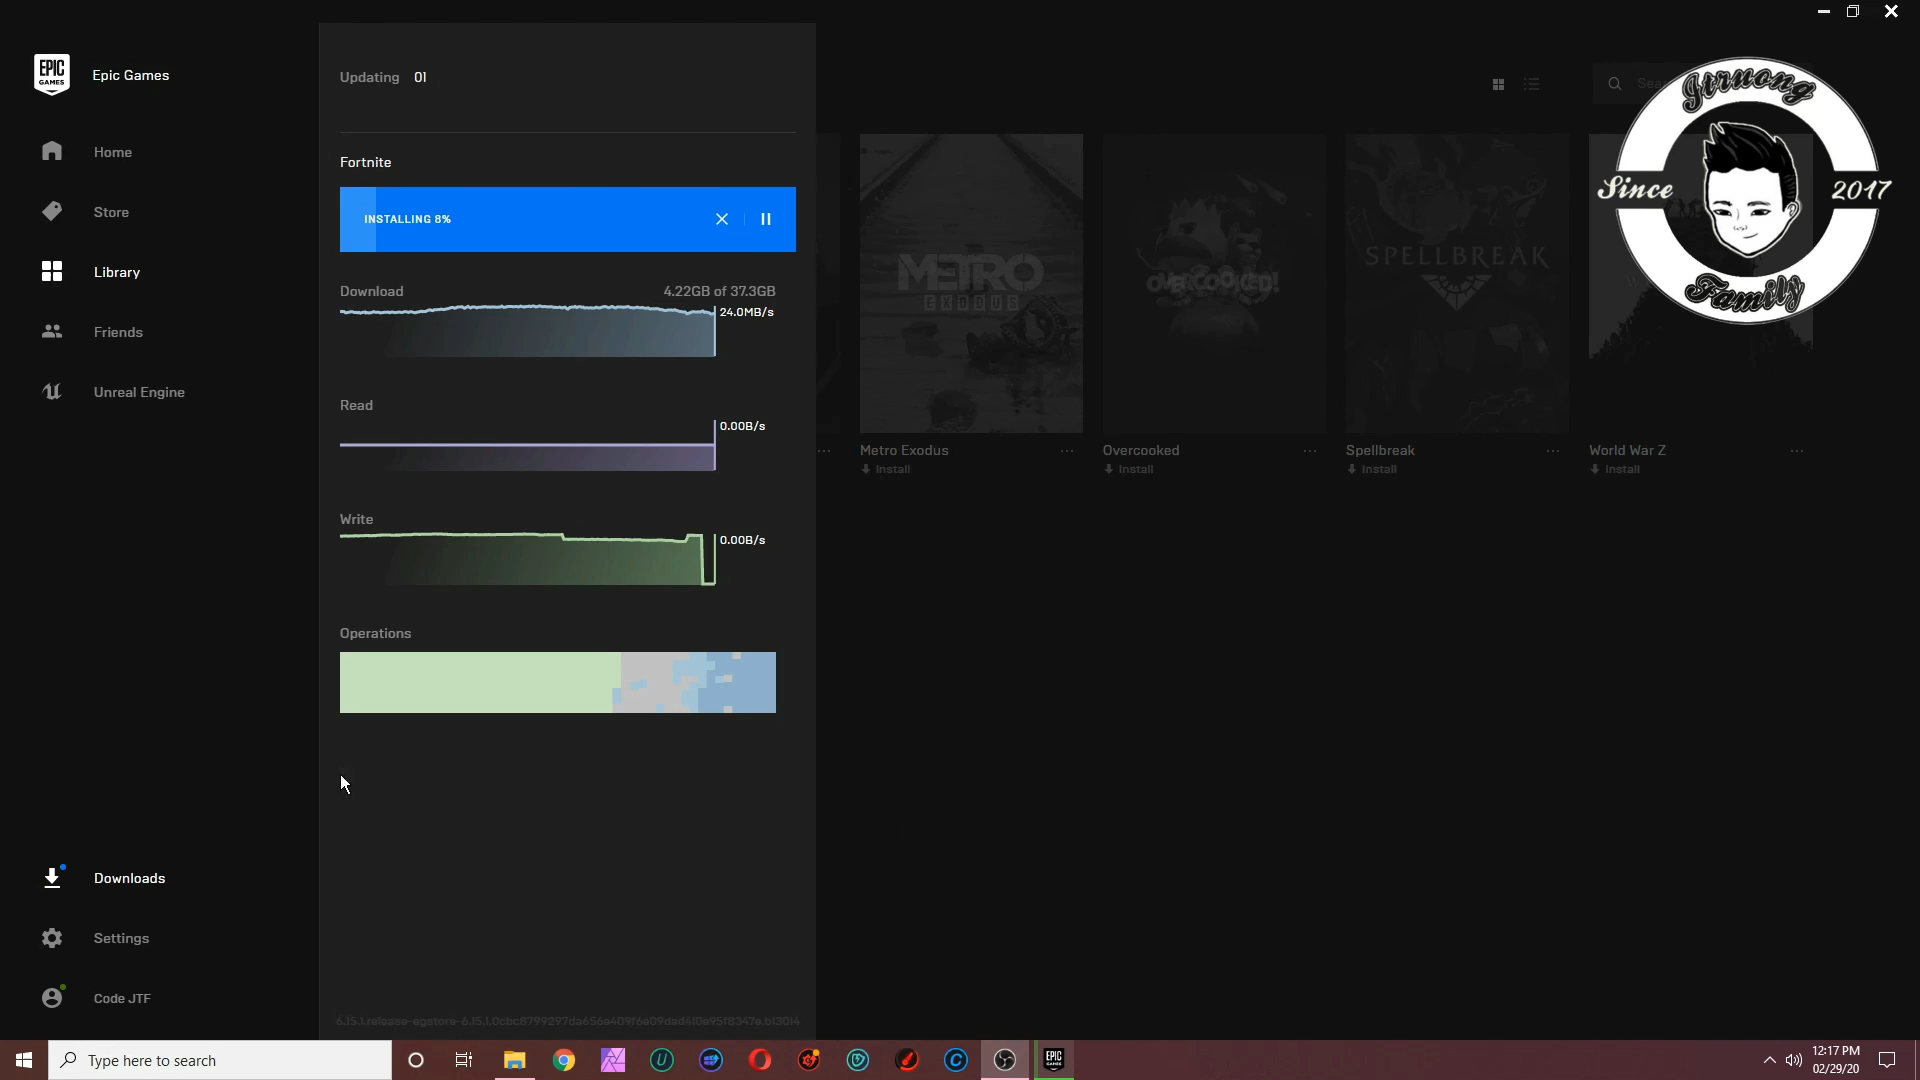 EPIC
GAMES
Epic Games
Home
Store
Library
Friends
Unreal Engine
Downloads
Settings
Code JTF
Updating 01
Fortnite
INSTALLING 8%
Download 4.22GB of 37.3GB
24.0MB/s
Read
0.00B/s
Write
0.00B/s
Operations
METRO
EXODUS
OVERCOOKED!
SPELLBREAK
Metro Exodus
Install
Overcooked
Install
Spellbreak
Install
World War Z
Install
Jtruong
Since 2017
Family
Type here to search
EPIC
GAMES
12:17 PM
02/29/20